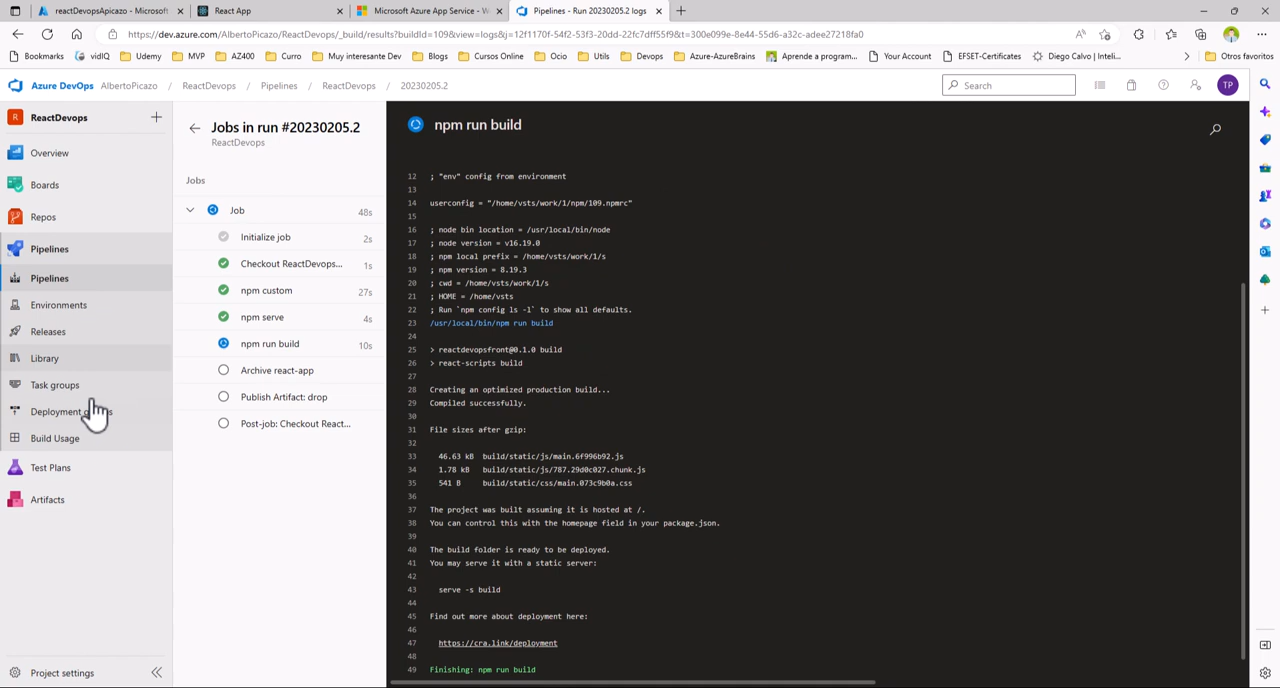 reactDevopsApicazo - Microsoft
React App
Microsoft Azure App Service - W
Pipelines - Run 20230205.2 logs
https://dev.azure.com/AlbertoPicazo/ReactDevops/_build/results?buildId=109&view=logs&j=12f1170f-54f2-53f3-20dd-22fc7dff55f9&t=300e099e-8e44-55d6-a32c-adee27218fa0
Bookmarks
vidIQ
Udemy
MVP
AZ400
Curro
Muy interesante Dev
Blogs
Cursos Online
Ocio
Utils
Devops
Azure-AzureBrains
Aprende a program...
Your Account
EFSET-Certificates
Diego Calvo | Inteli...
Otros favoritos
Azure DevOps
AlbertoPicazo / ReactDevops / Pipelines / ReactDevops / 20230205.2
Search
TP
R
ReactDevops
Overview
Boards
Repos
Pipelines
Pipelines
Environments
Releases
Library
Task groups
Deployment
Build Usage
Test Plans
Artifacts
Project settings
Jobs in run #20230205.2
ReactDevops
Jobs
Job 48s
Initialize job 2s
Checkout ReactDevops... 1s
npm custom 27s
npm serve 4s
npm run build 10s
Archive react-app
Publish Artifact: drop
Post-job: Checkout React...
npm run build
12 ; "env" config from environment
13
14 userconfig = "/home/vsts/work/1/npm/109.npmrc"
15
16 ; node bin location = /usr/local/bin/node
17 ; node version = v16.19.0
18 ; npm local prefix = /home/vsts/work/1/s
19 ; npm version = 8.19.3
20 ; cwd = /home/vsts/work/1/s
21 ; HOME = /home/vsts
22 ; Run `npm config ls -l` to show all defaults.
23 /usr/local/bin/npm run build
24
25 > reactdevopsfront@0.1.0 build
26 > react-scripts build
27
28 Creating an optimized production build...
29 Compiled successfully.
30
31 File sizes after gzip:
32
33 46.63 kB build/static/js/main.6f996b92.js
34 1.78 kB build/static/js/787.29d0c027.chunk.js
35 541 B build/static/css/main.073c9b0a.css
36
37 The project was built assuming it is hosted at /.
38 You can control this with the homepage field in your package.json.
39
40 The build folder is ready to be deployed.
41 You may serve it with a static server:
42
43 serve -s build
44
45 Find out more about deployment here:
46
47 https://cra.link/deployment
48
49 Finishing: npm run build